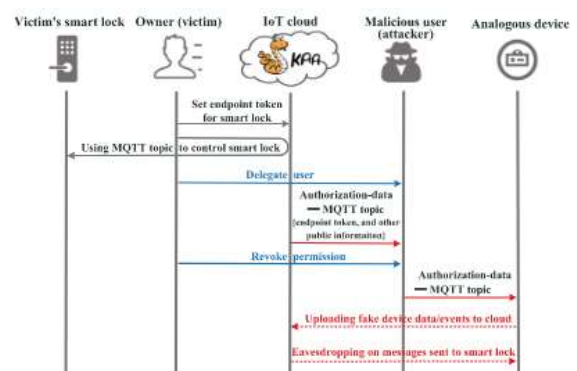 Victim's smart lock
Owner (victim)
IoT cloud
Malicious user
(attacker)
Analogous device
KAA
Set endpoint token
for smart lock
Using MQTT topic to control smart lock
Delegate user
Authorization-data
— MQTT topic
(endpoint token, and other
public informaiton)
Revoke permission
Authorization-data
— MQTT topic
Uploading fake device data/events to cloud
Eavesdropping on messages sent to smart lock